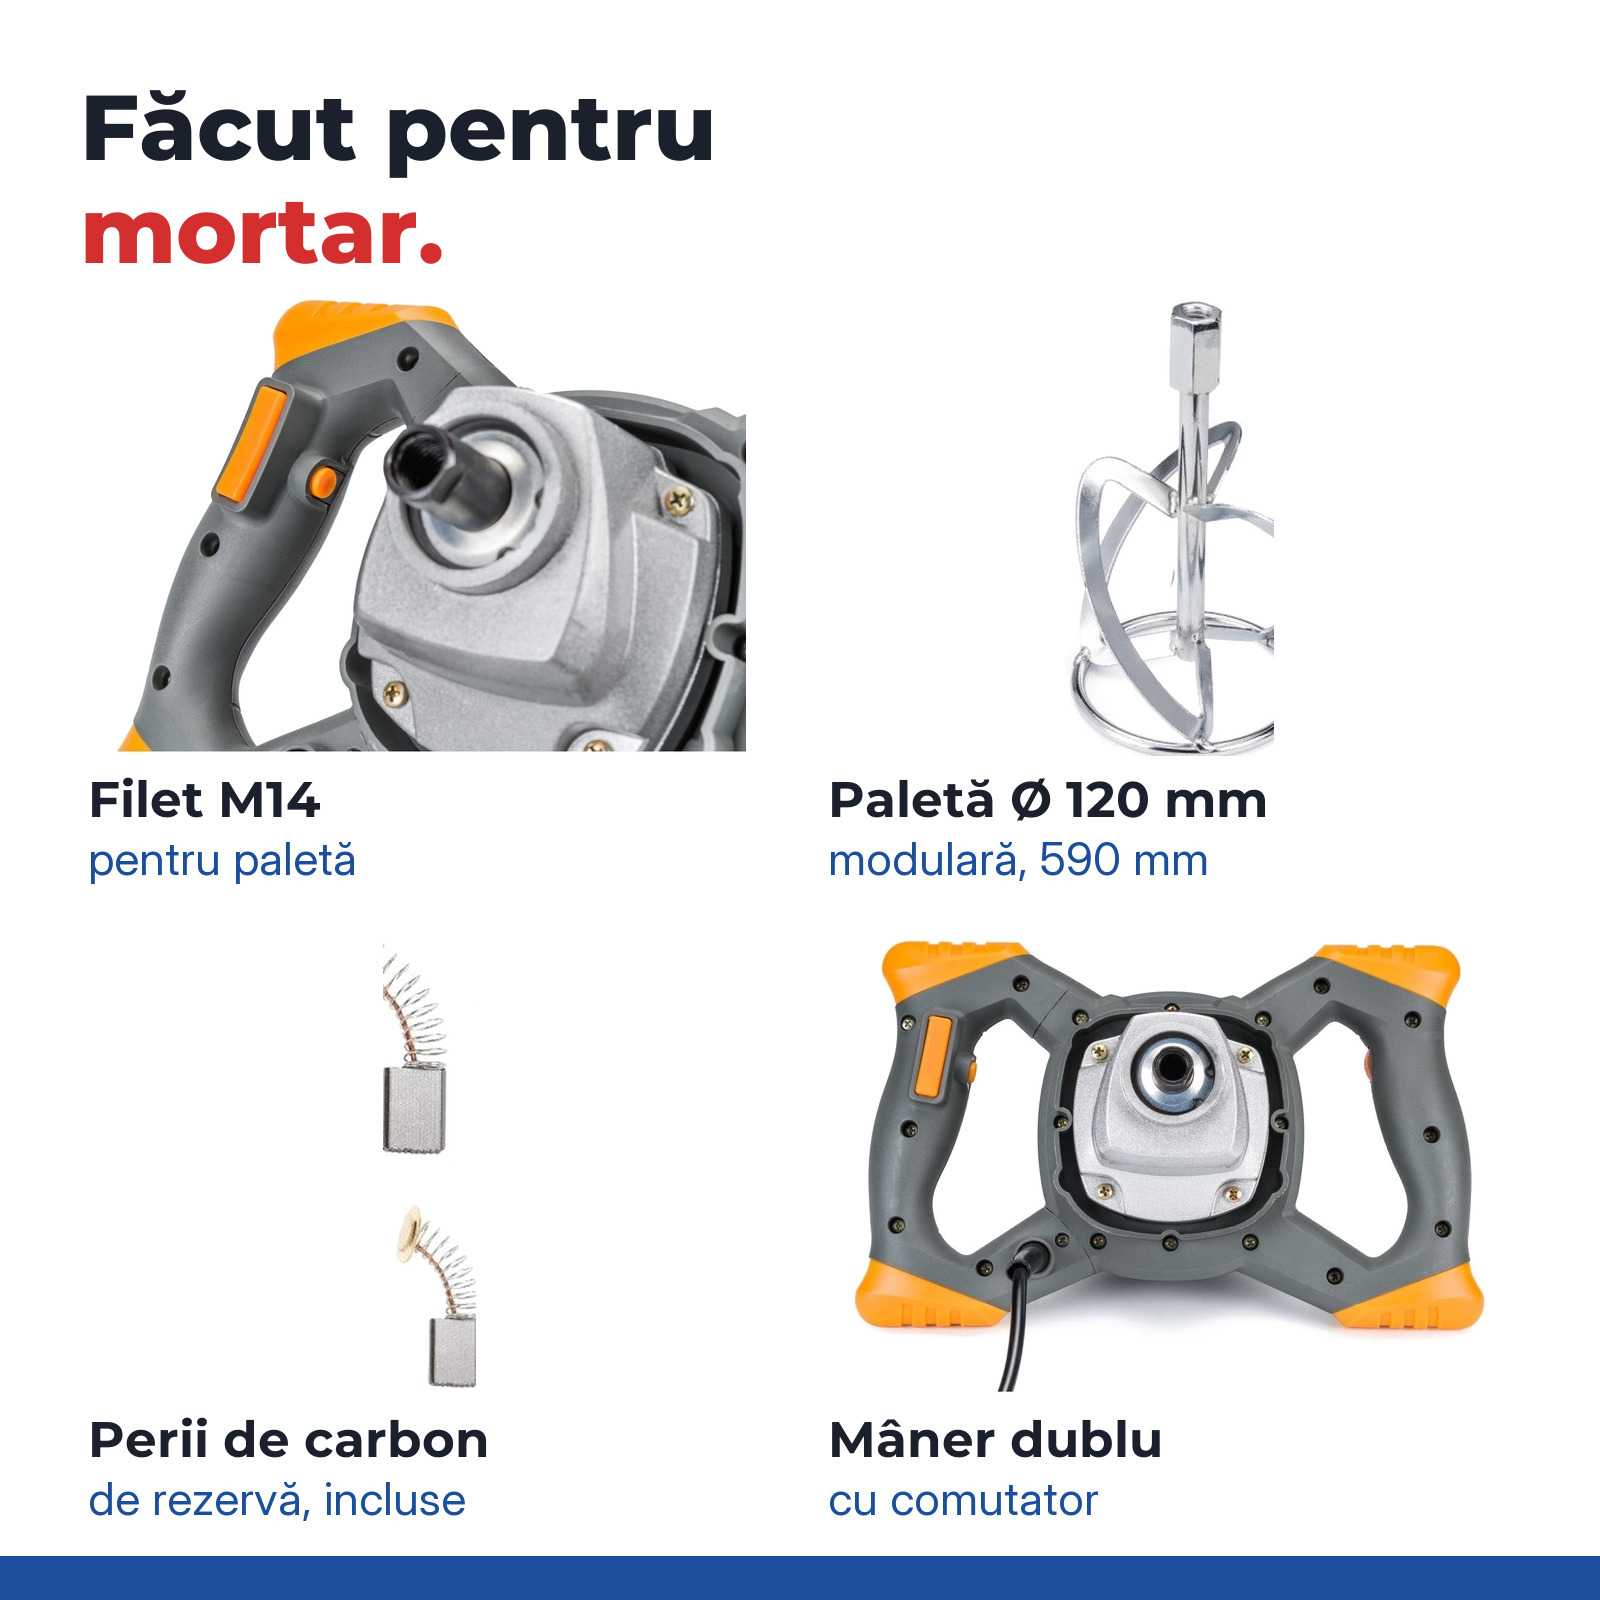 Făcut pentru
mortar.
Filet M14
pentru paletă
Paletă Ø 120 mm
modulară, 590 mm
Perii de carbon
de rezervă, incluse
Mâner dublu
cu comutator